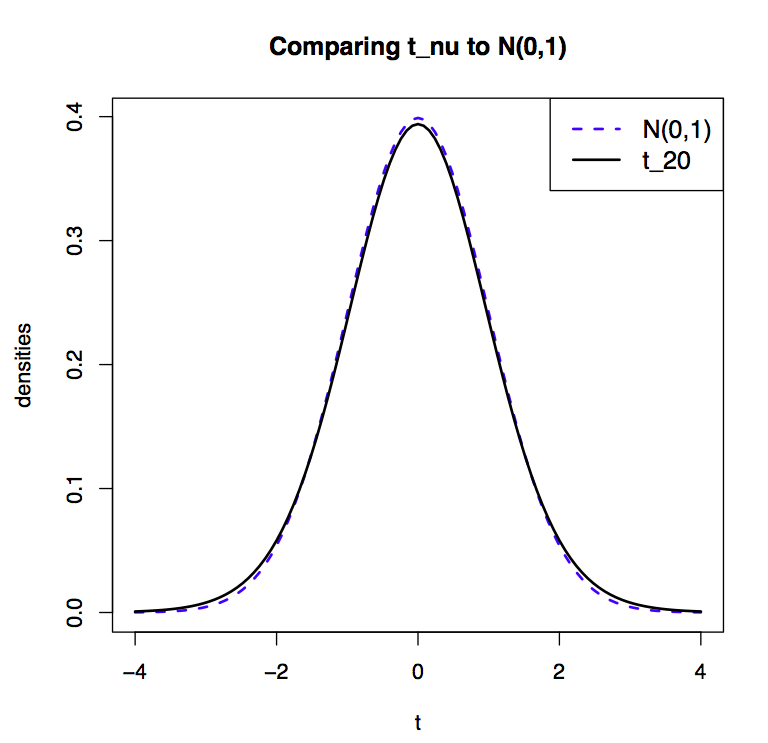 Comparing t_nu to N(0,1)
N(0,1)
t_20
densities
0.4
0.3
0.2
0.1
0.0
−4 −2 0 2 4
t